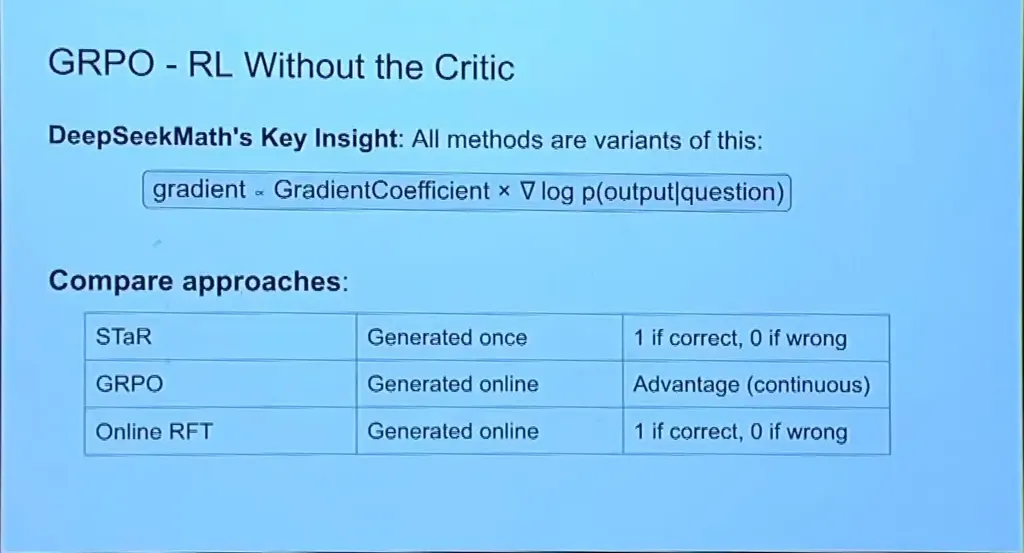 GRPO - RL Without the Critic
DeepSeekMath's Key Insight: All methods are variants of this:
gradient ∝ GradientCoefficient × ∇ log p(output|question)
Compare approaches:
STaR Generated once 1 if correct, 0 if wrong
GRPO Generated online Advantage (continuous)
Online RFT Generated online 1 if correct, 0 if wrong